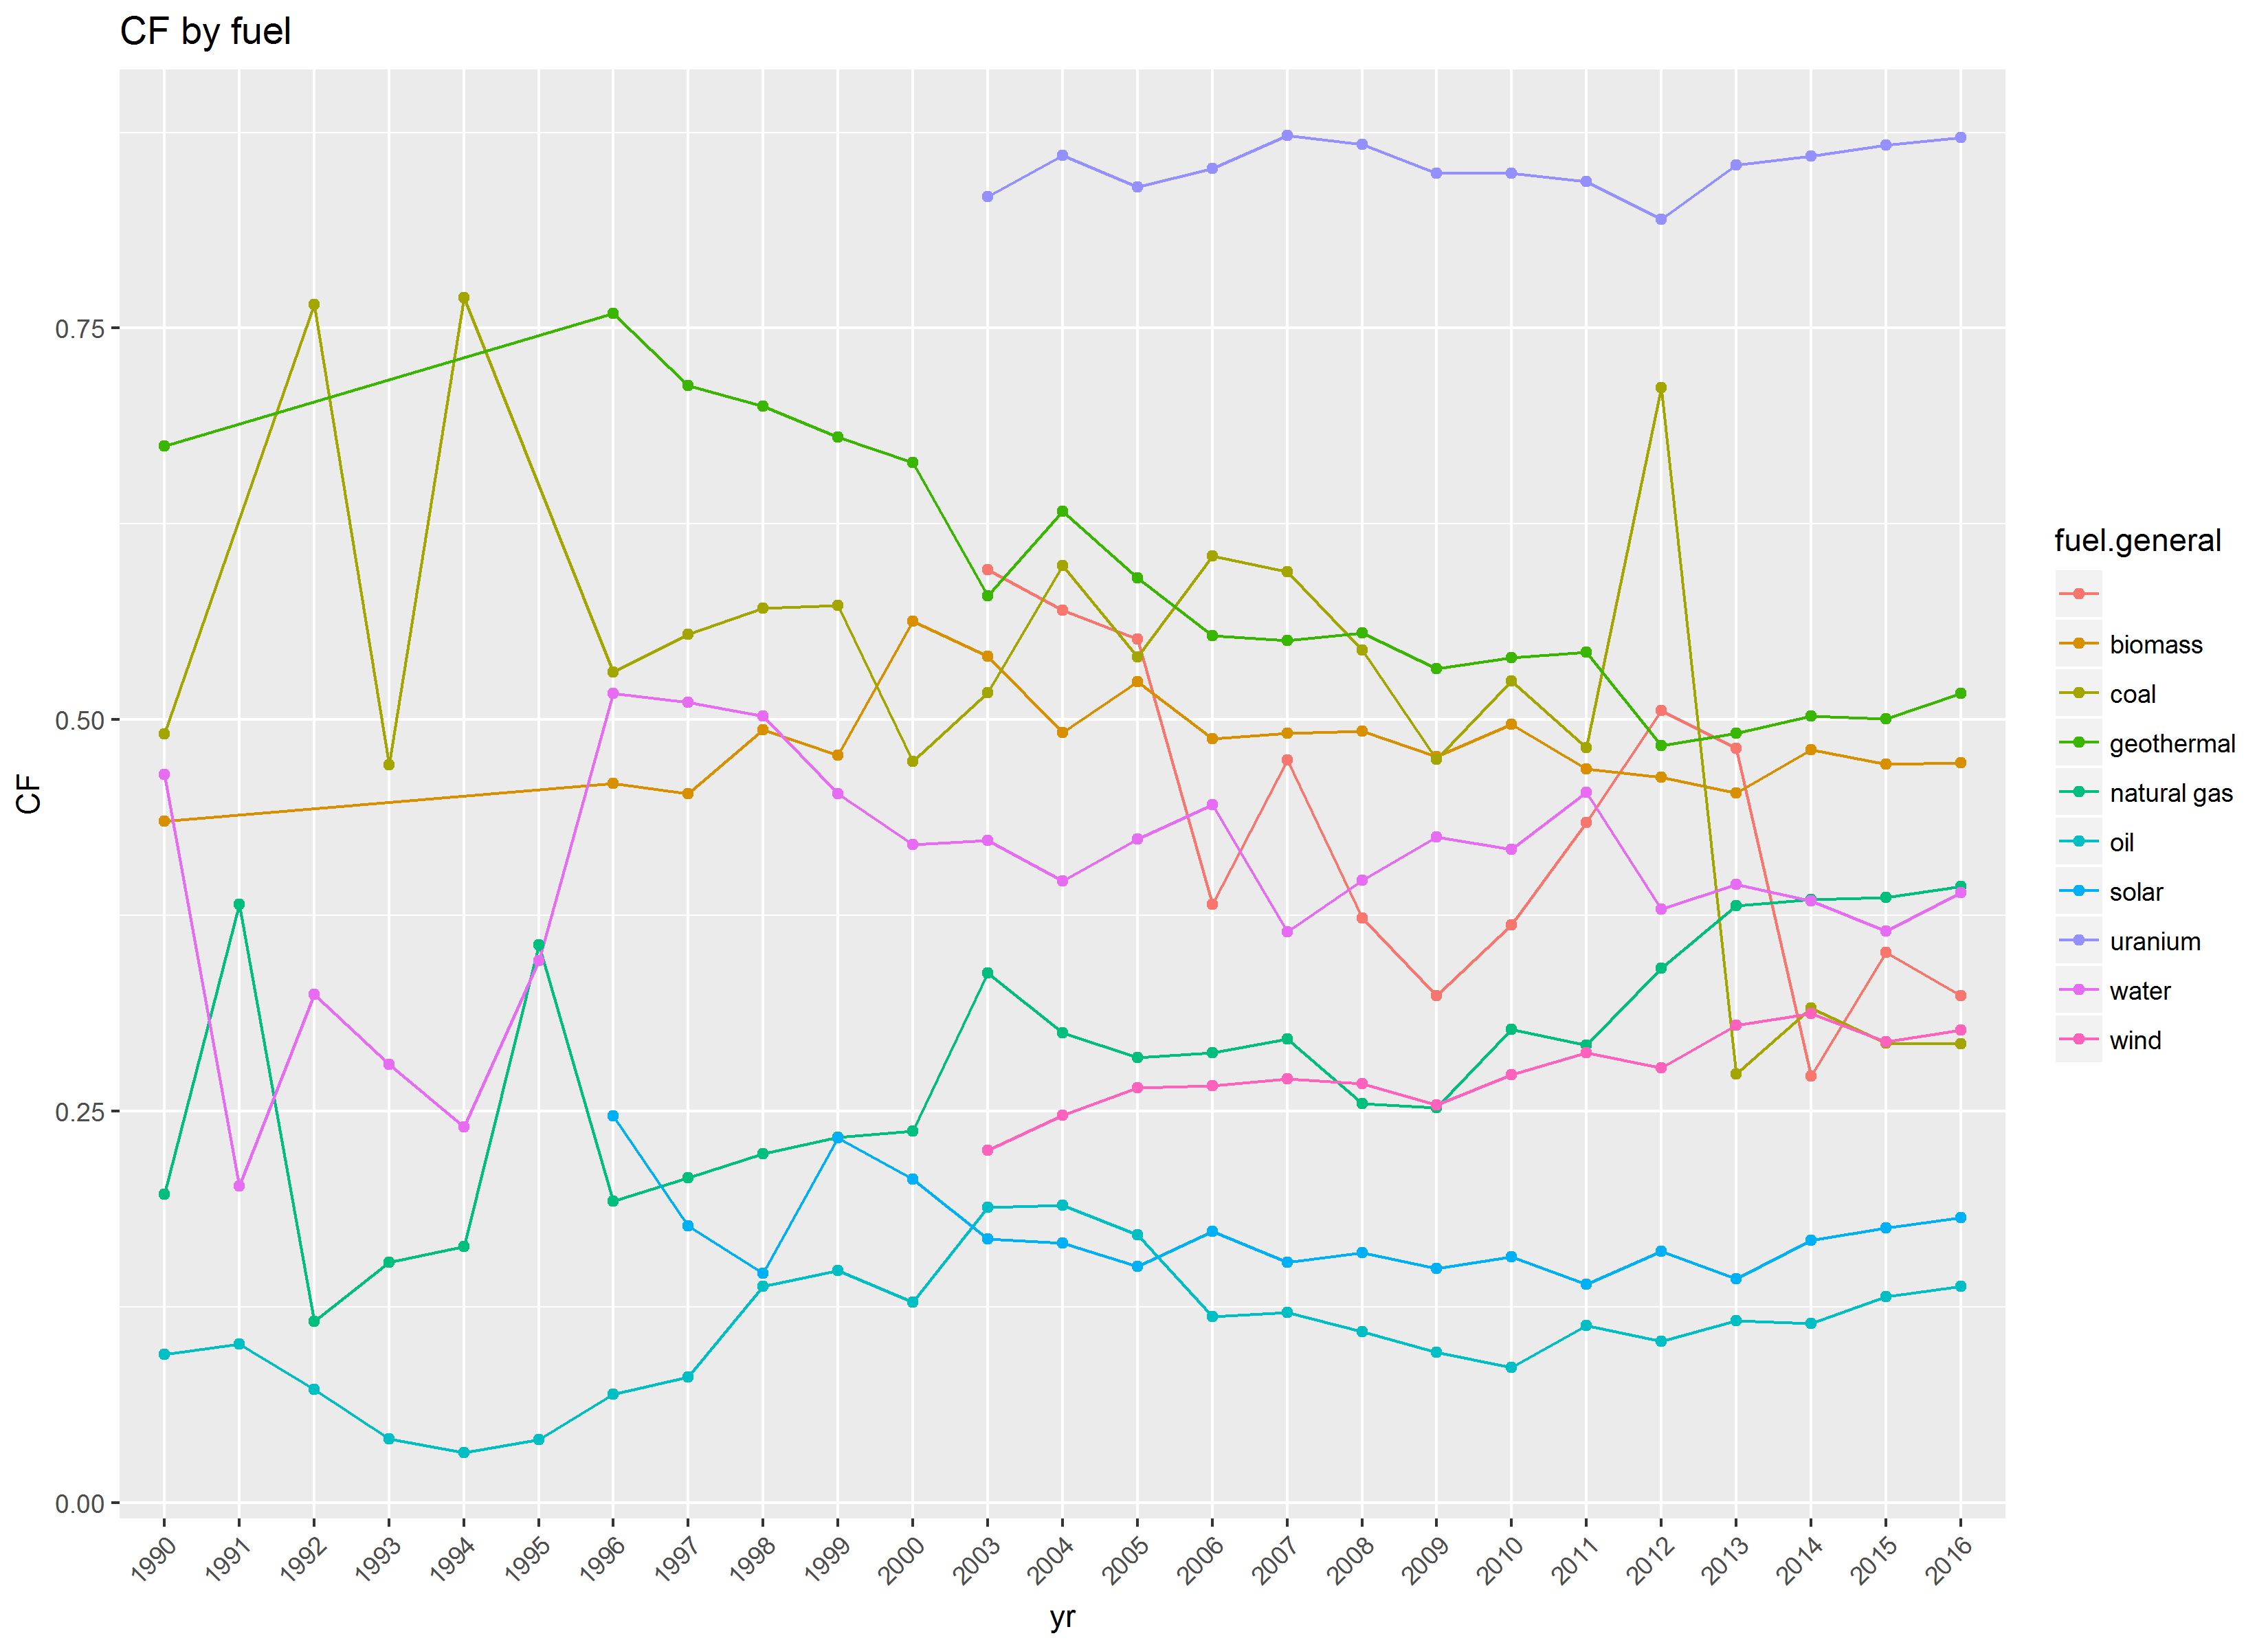 CF by fuel
CF
0.75
0.50
0.25
0.00
1990
1991
1992
1993
1994
1995
1996
1997
1998
1999
2000
2003
2004
2005
2006
2007
2008
2009
2010
2011
2012
2013
2014
2015
2016
yr
fuel.general
biomass
coal
geothermal
natural gas
oil
solar
uranium
water
wind